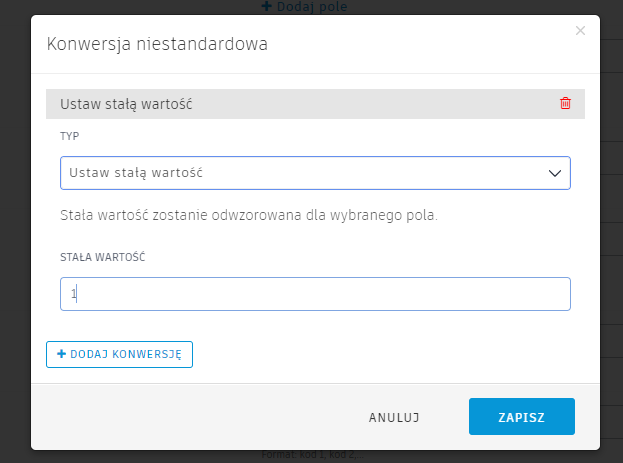 + Dodaj pole
Konwersja niestandardowa
×
Ustaw stałą wartość
TYP
Ustaw stałą wartość
Stała wartość zostanie odwzorowana dla wybranego pola.
STAŁA WARTOŚĆ
1
+ DODAJ KONWERSJĘ
ANULUJ
ZAPISZ
Format: kod 1, kod 2,...